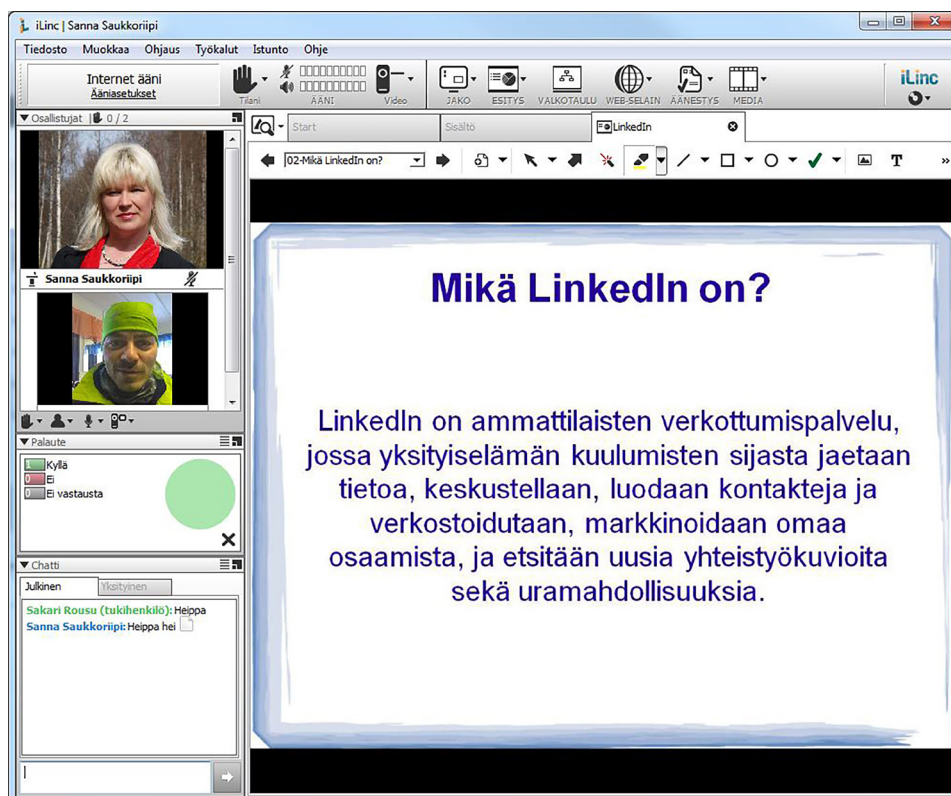 iLinc | Sanna Saukkoriipi
Tiedosto Muokkaa Ohjaus Työkalut Istunto Ohje
Internet ääni
Ääniasetukset
Tilani ÄÄNI Video JAKO ESITYS VALKOTAULU WEB-SELAIN ÄÄNESTYS MEDIA
iLinc
Osallistujat 0 / 2
Start Sisältö LinkedIn
02-Mikä LinkedIn on?
T
Sanna Saukkoriipi
Mikä LinkedIn on?
LinkedIn on ammattilaisten verkottumispalvelu,
jossa yksityiselämän kuulumisten sijasta jaetaan
tietoa, keskustellaan, luodaan kontakteja ja
verkostoidutaan, markkinoidaan omaa
osaamista, ja etsitään uusia yhteistyökuvioita
sekä uramahdollisuuksia.
Palaute
1 Kyllä
0 Ei
0 Ei vastausta
Chatti
Julkinen Yksityinen
Sakari Rousu (tukihenkilö): Heippa
Sanna Saukkoriipi: Heippa hei